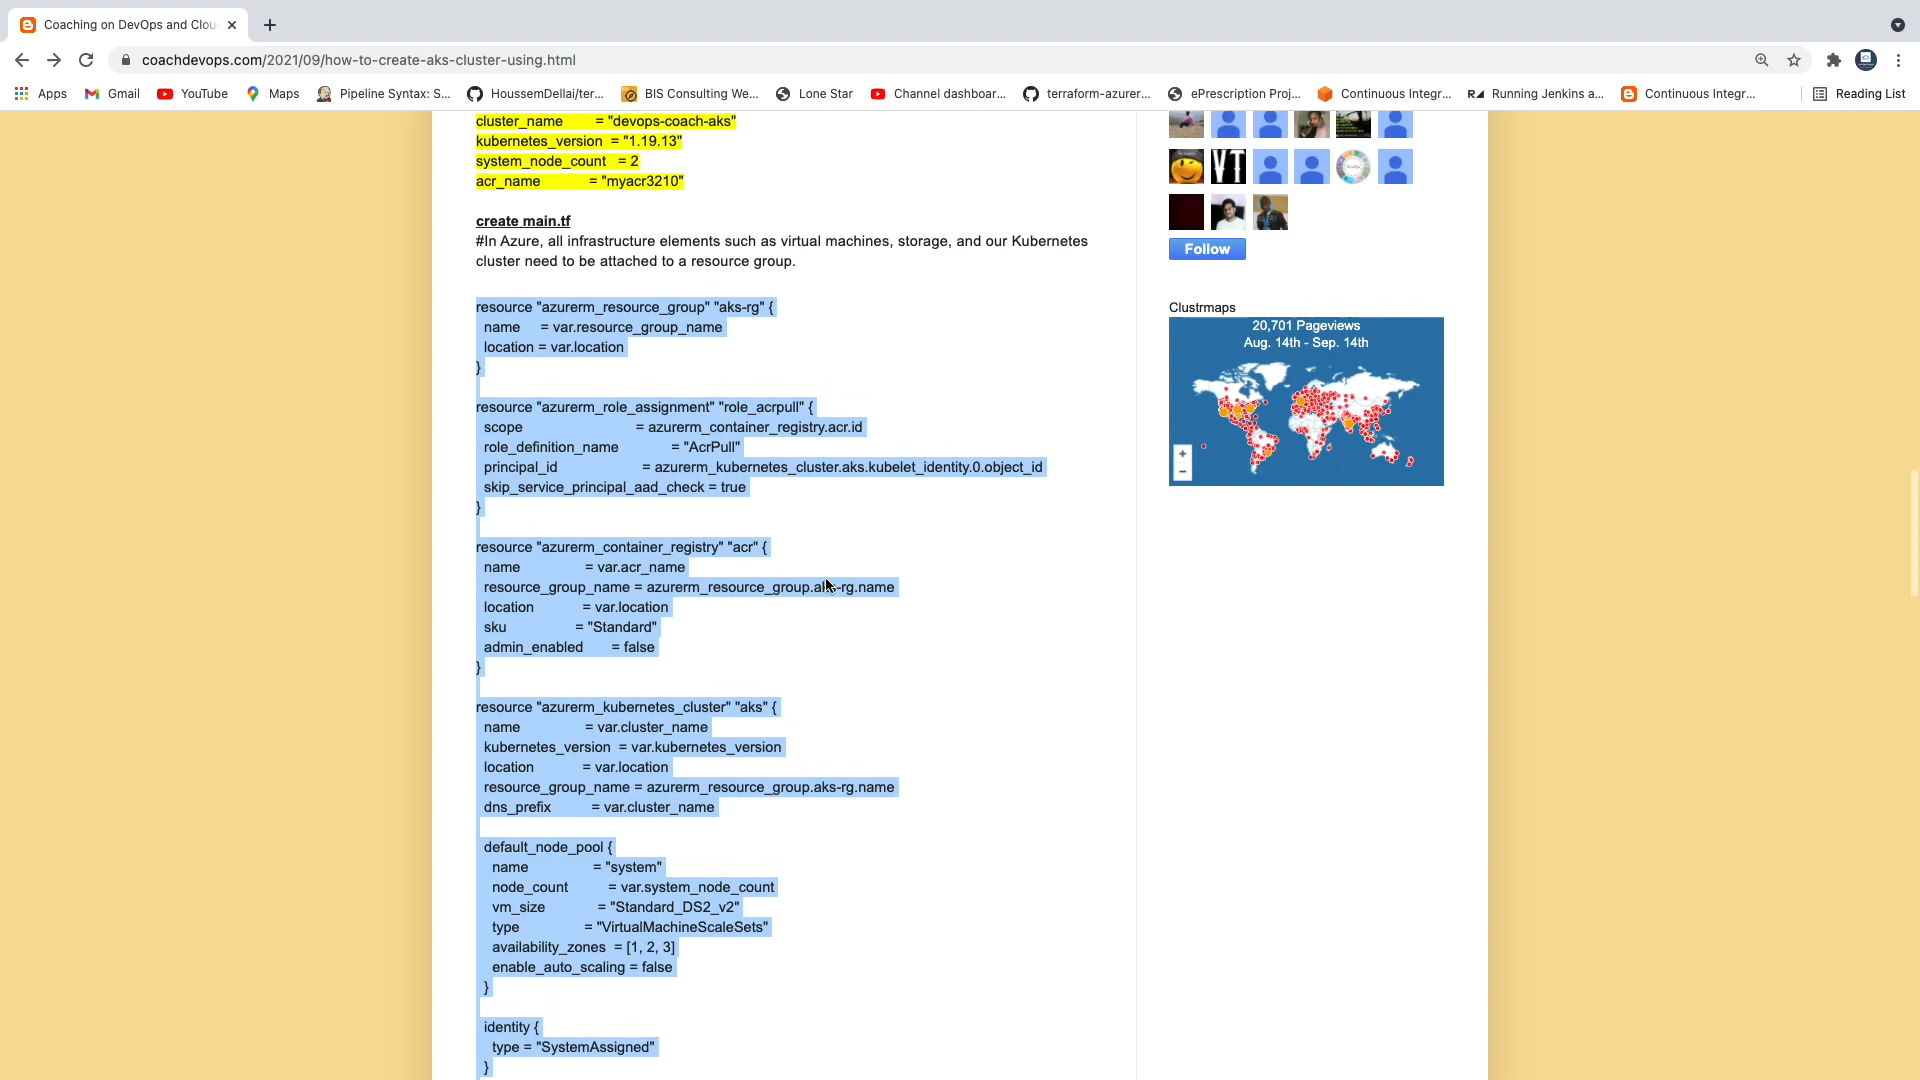 Coaching on DevOps and Clou
coachdevops.com/2021/09/how-to-create-aks-cluster-using.html
Apps
Gmail
YouTube
Maps
Pipeline Syntax: S...
HoussemDellai/ter...
BIS Consulting We...
Lone Star
Channel dashboar...
terraform-azurer...
ePrescription Proj...
Continuous Integr...
Running Jenkins a...
Continuous Integr...
Reading List
cluster_name = "devops-coach-aks"
kubernetes_version = "1.19.13"
system_node_count = 2
acr_name = "myacr3210"
create main.tf
#In Azure, all infrastructure elements such as virtual machines, storage, and our Kubernetes
cluster need to be attached to a resource group.
resource "azurerm_resource_group" "aks-rg" {
name = var.resource_group_name
location = var.location
}
resource "azurerm_role_assignment" "role_acrpull" {
scope = azurerm_container_registry.acr.id
role_definition_name = "AcrPull"
principal_id = azurerm_kubernetes_cluster.aks.kubelet_identity.0.object_id
skip_service_principal_aad_check = true
}
resource "azurerm_container_registry" "acr" {
name = var.acr_name
resource_group_name = azurerm_resource_group.aks-rg.name
location = var.location
sku = "Standard"
admin_enabled = false
}
resource "azurerm_kubernetes_cluster" "aks" {
name = var.cluster_name
kubernetes_version = var.kubernetes_version
location = var.location
resource_group_name = azurerm_resource_group.aks-rg.name
dns_prefix = var.cluster_name
default_node_pool {
name = "system"
node_count = var.system_node_count
vm_size = "Standard_DS2_v2"
type = "VirtualMachineScaleSets"
availability_zones = [1, 2, 3]
enable_auto_scaling = false
}
identity {
type = "SystemAssigned"
}
VT
Follow
Clustrmaps
20,701 Pageviews
Aug. 14th - Sep. 14th
+
−